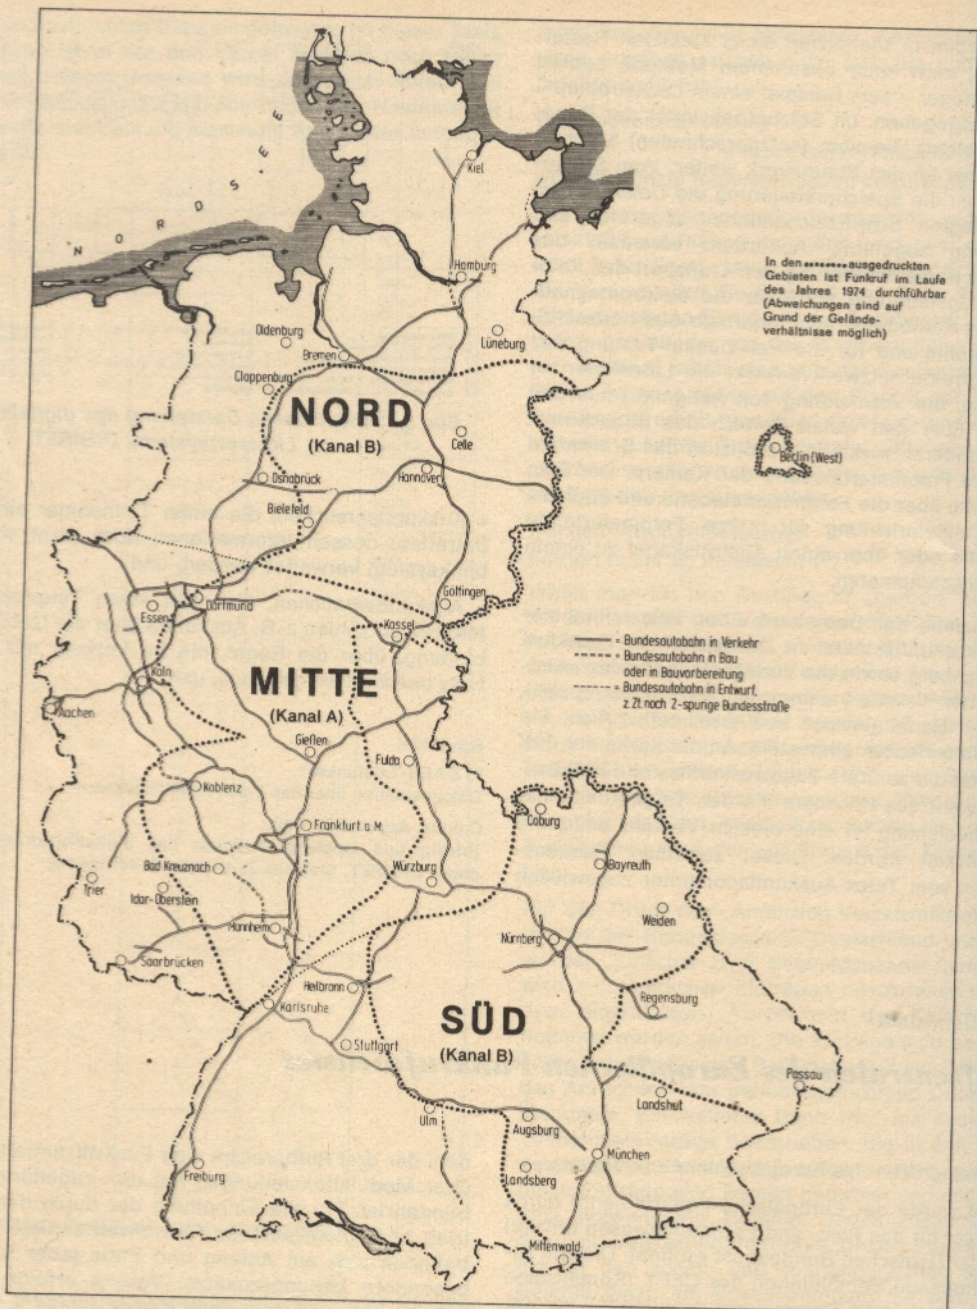 N O R D S E E
Kiel
Hamburg
In den ........ausgedruckten
Gebieten ist Funkruf im Laufe
des Jahres 1974 durchführbar
(Abweichungen sind auf
Grund der Gelände-
verhältnisse möglich)
Oldenburg
Lüneburg
Bremen
Cloppenburg
NORD
(Kanal B)
Celle
Berlin (West)
Osnabrück
Hannover
Bielefeld
Göttingen
Dortmund
Essen
Kassel
Bundesautobahn in Verkehr
Bundesautobahn in Bau
oder in Bauvorbereitung
Bundesautobahn in Entwurf,
z.Zt. noch 2-spurige Bundesstraße
Köln
MITTE
(Kanal A)
Aachen
Gießen
Fulda
Koblenz
Coburg
Frankfurt a.M.
Bayreuth
Bad Kreuznach
Würzburg
Trier
Idar-Oberstein
Weiden
Mannheim
Nürnberg
Saarbrücken
Heilbronn
Regensburg
Karlsruhe
SÜD
(Kanal B)
Stuttgart
Passau
Landshut
Ulm
Augsburg
München
Freiburg
Landsberg
Mittenwald